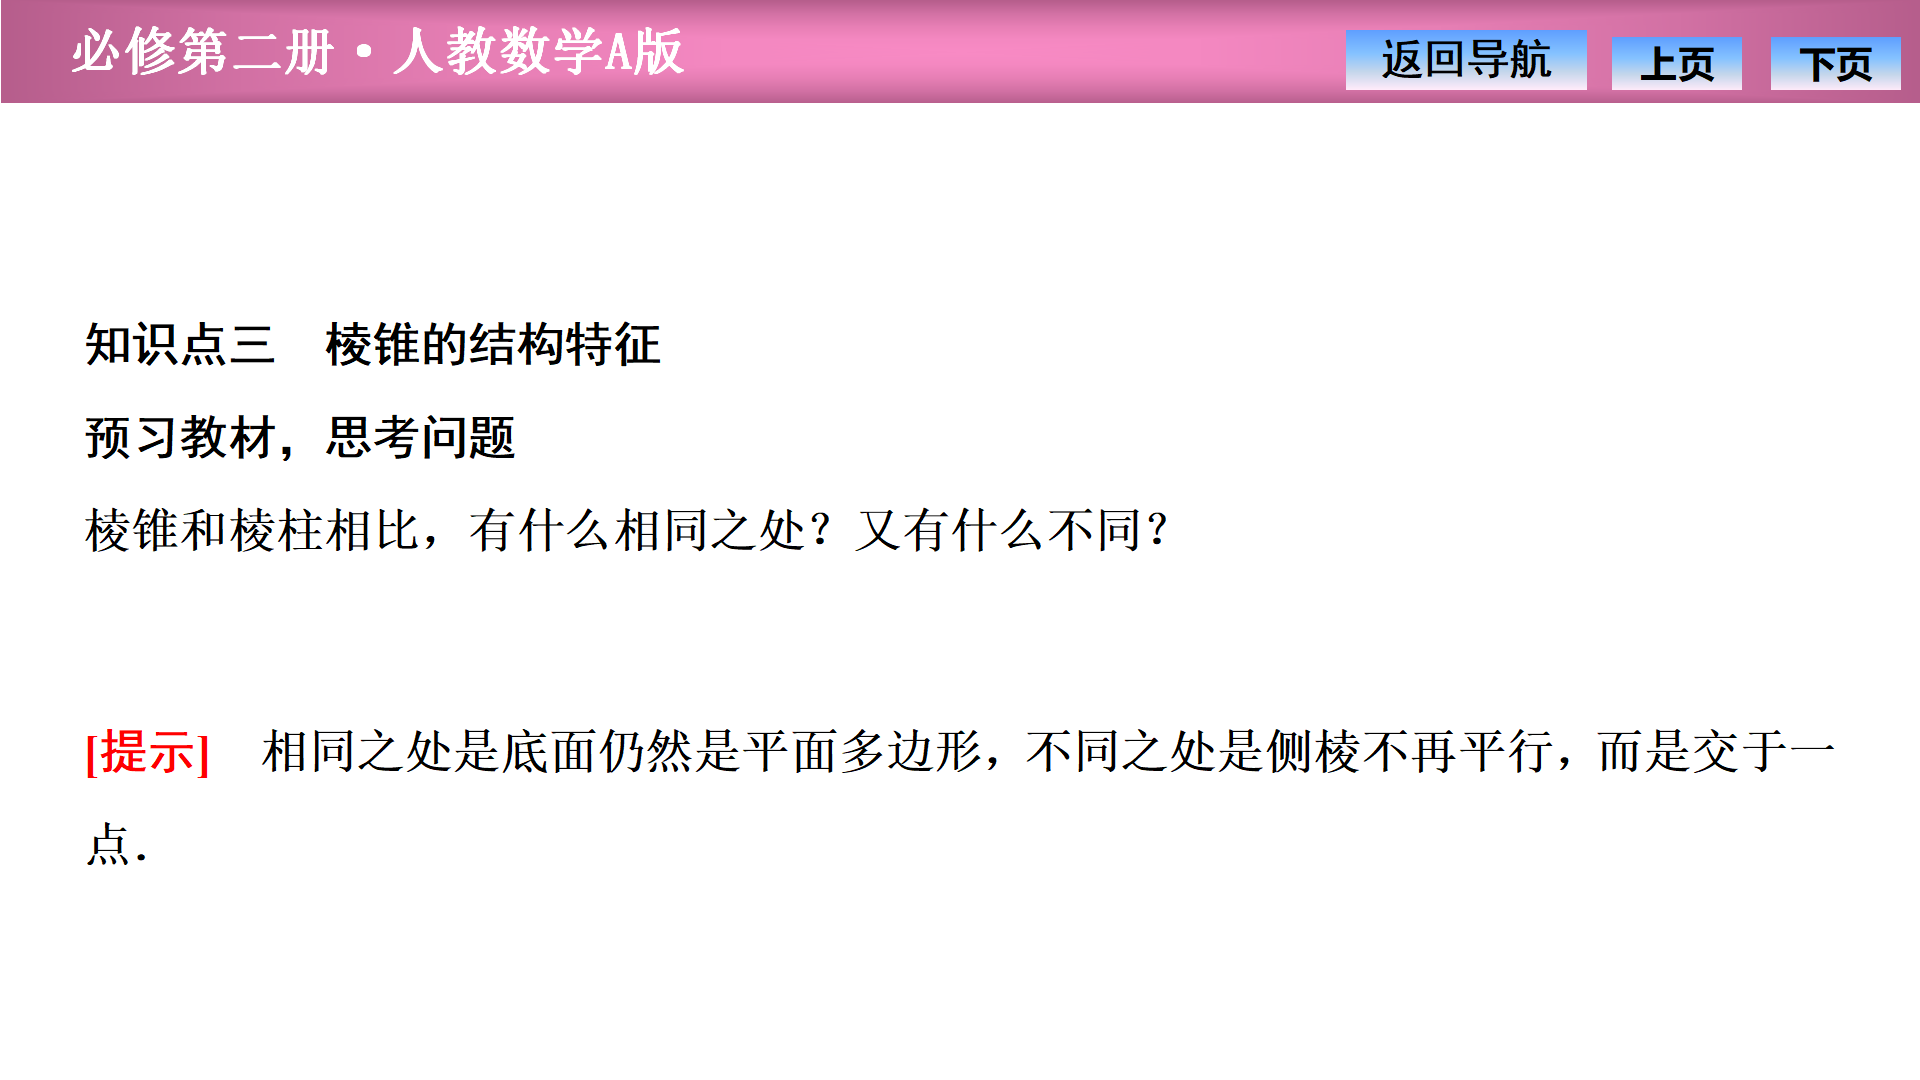 必修第二册·人教数学A版
返回导航
上页
下页
知识点三　棱锥的结构特征
预习教材，思考问题
棱锥和棱柱相比，有什么相同之处？又有什么不同？
[提示]　相同之处是底面仍然是平面多边形，不同之处是侧棱不再平行，而是交于一
点．